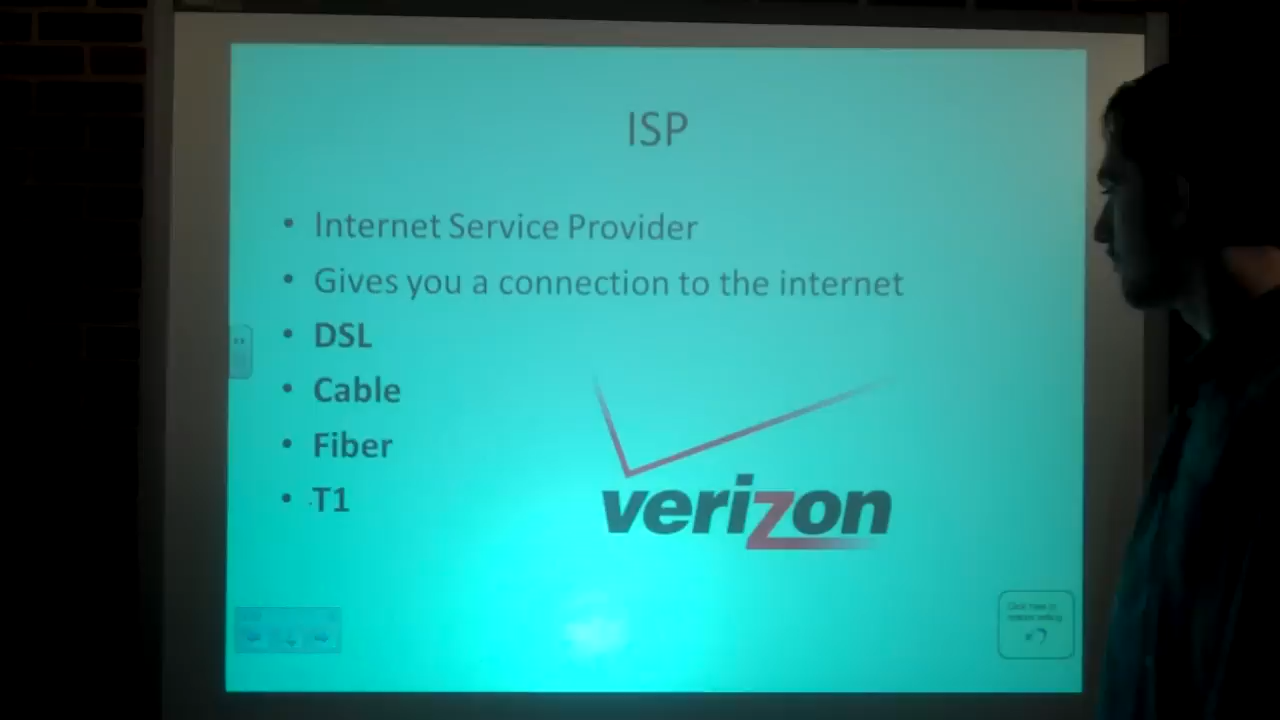 ISP
• Internet Service Provider
• Gives you a connection to the internet
• DSL
• Cable
• Fiber
• T1
verizon